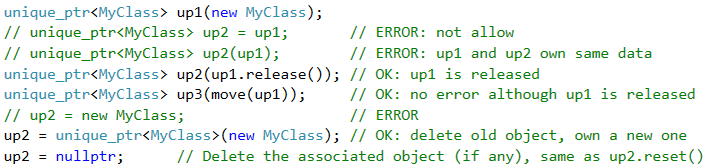 unique_ptr<MyClass> up1(new MyClass);
// unique_ptr<MyClass> up2 = up1;       // ERROR: not allow
// unique_ptr<MyClass> up2(up1);        // ERROR: up1 and up2 own same data
unique_ptr<MyClass> up2(up1.release()); // OK: up1 is released
unique_ptr<MyClass> up3(move(up1));     // OK: no error although up1 is released
// up2 = new MyClass;                   // ERROR
up2 = unique_ptr<MyClass>(new MyClass); // OK: delete old object, own a new one
up2 = nullptr;      // Delete the associated object (if any), same as up2.reset()